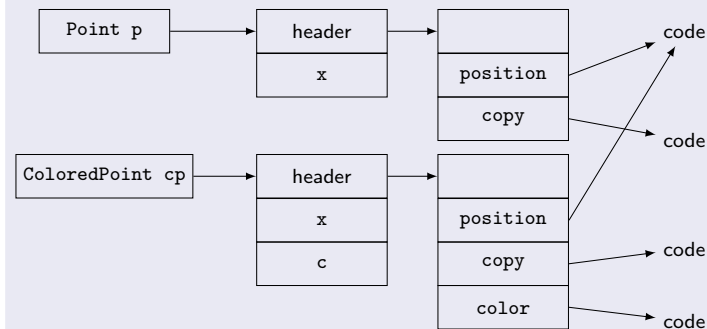 Point p
header
code
x
position
copy
code
ColoredPoint cp
header
x
position
c
copy
code
color
code